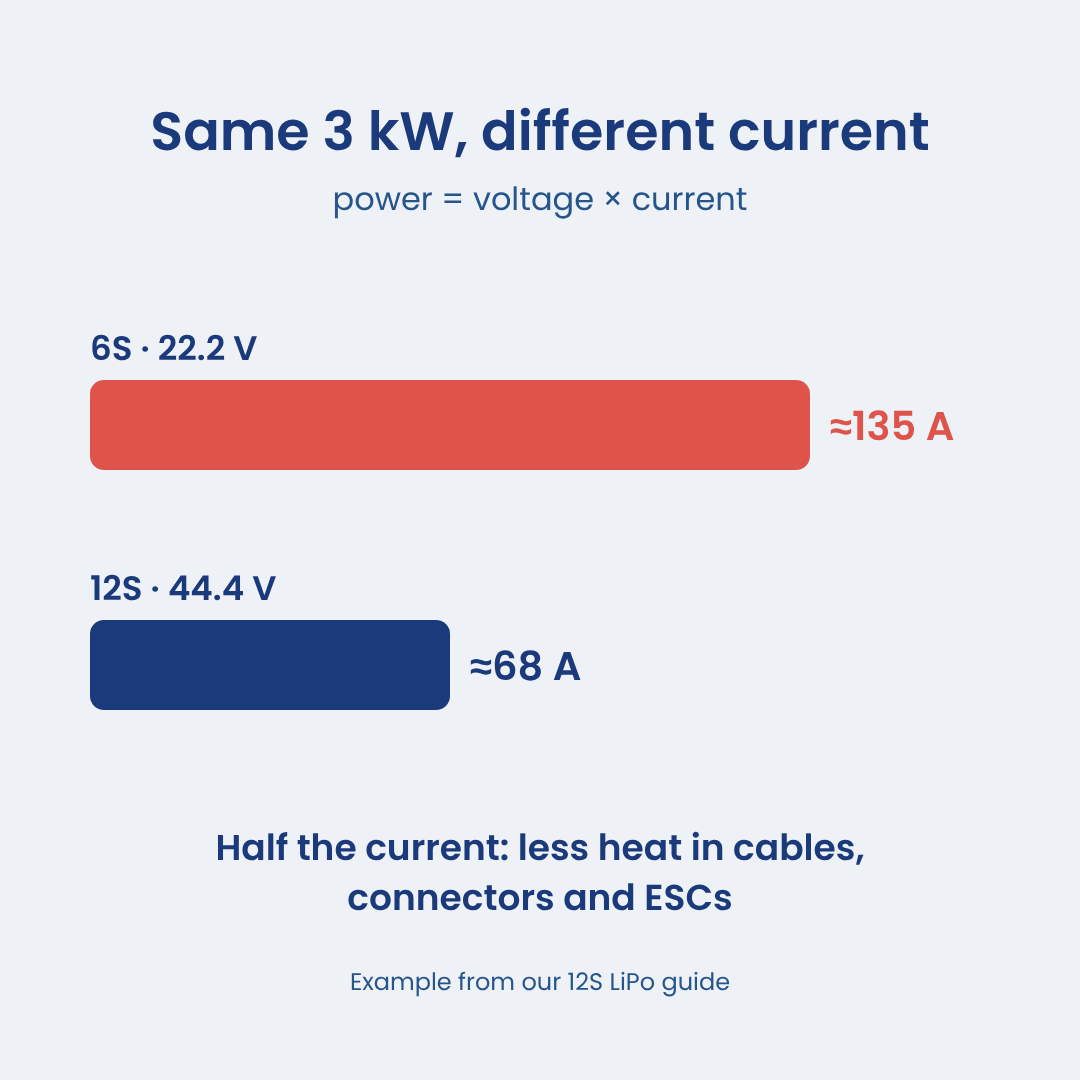 Same 3 kW, different current
power = voltage × current
6S · 22.2 V
≈135 A
12S · 44.4 V
≈68 A
Half the current: less heat in cables,
connectors and ESCs
Example from our 12S LiPo guide